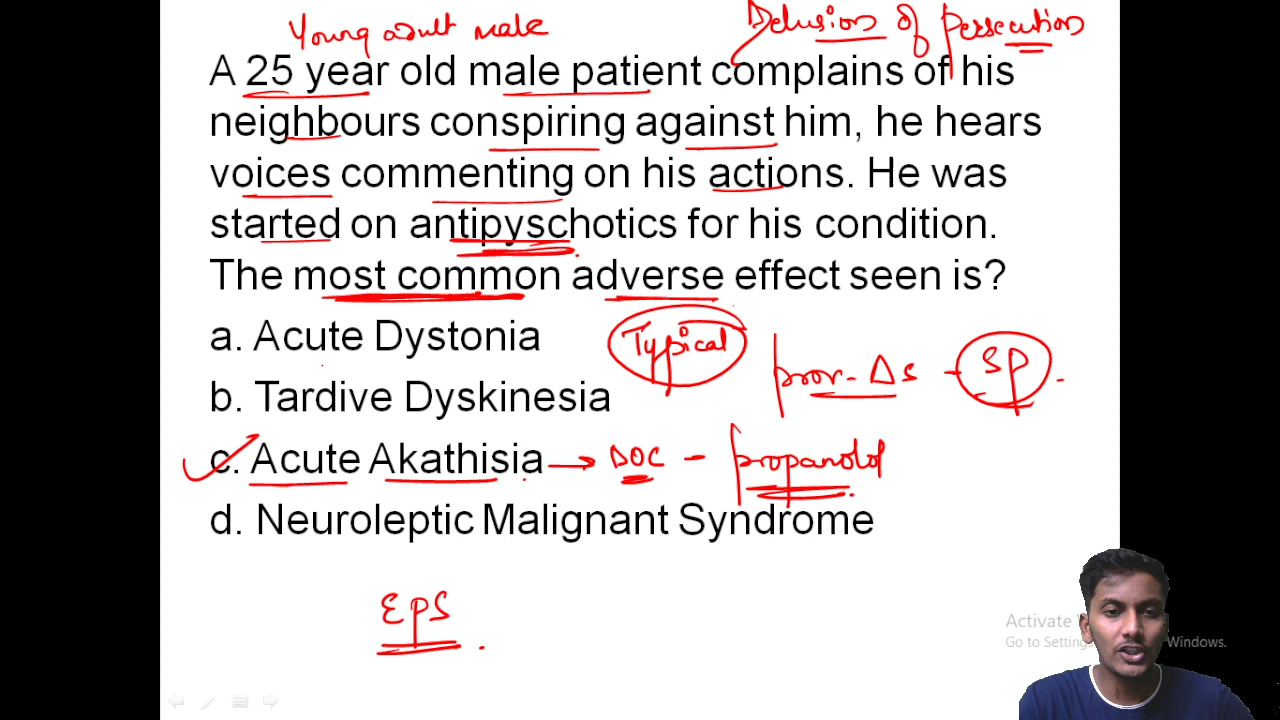 Young adult male
Delusion of persecution
A 25 year old male patient complains of his
neighbours conspiring against him, he hears
voices commenting on his actions. He was
started on antipyschotics for his condition.
The most common adverse effect seen is?
a. Acute Dystonia
Typical
prov. Δs - SP.
b. Tardive Dyskinesia
c. Acute Akathisia → DOC - propanolol
d. Neuroleptic Malignant Syndrome
EPS.
Activate
Go to Settings Windows.